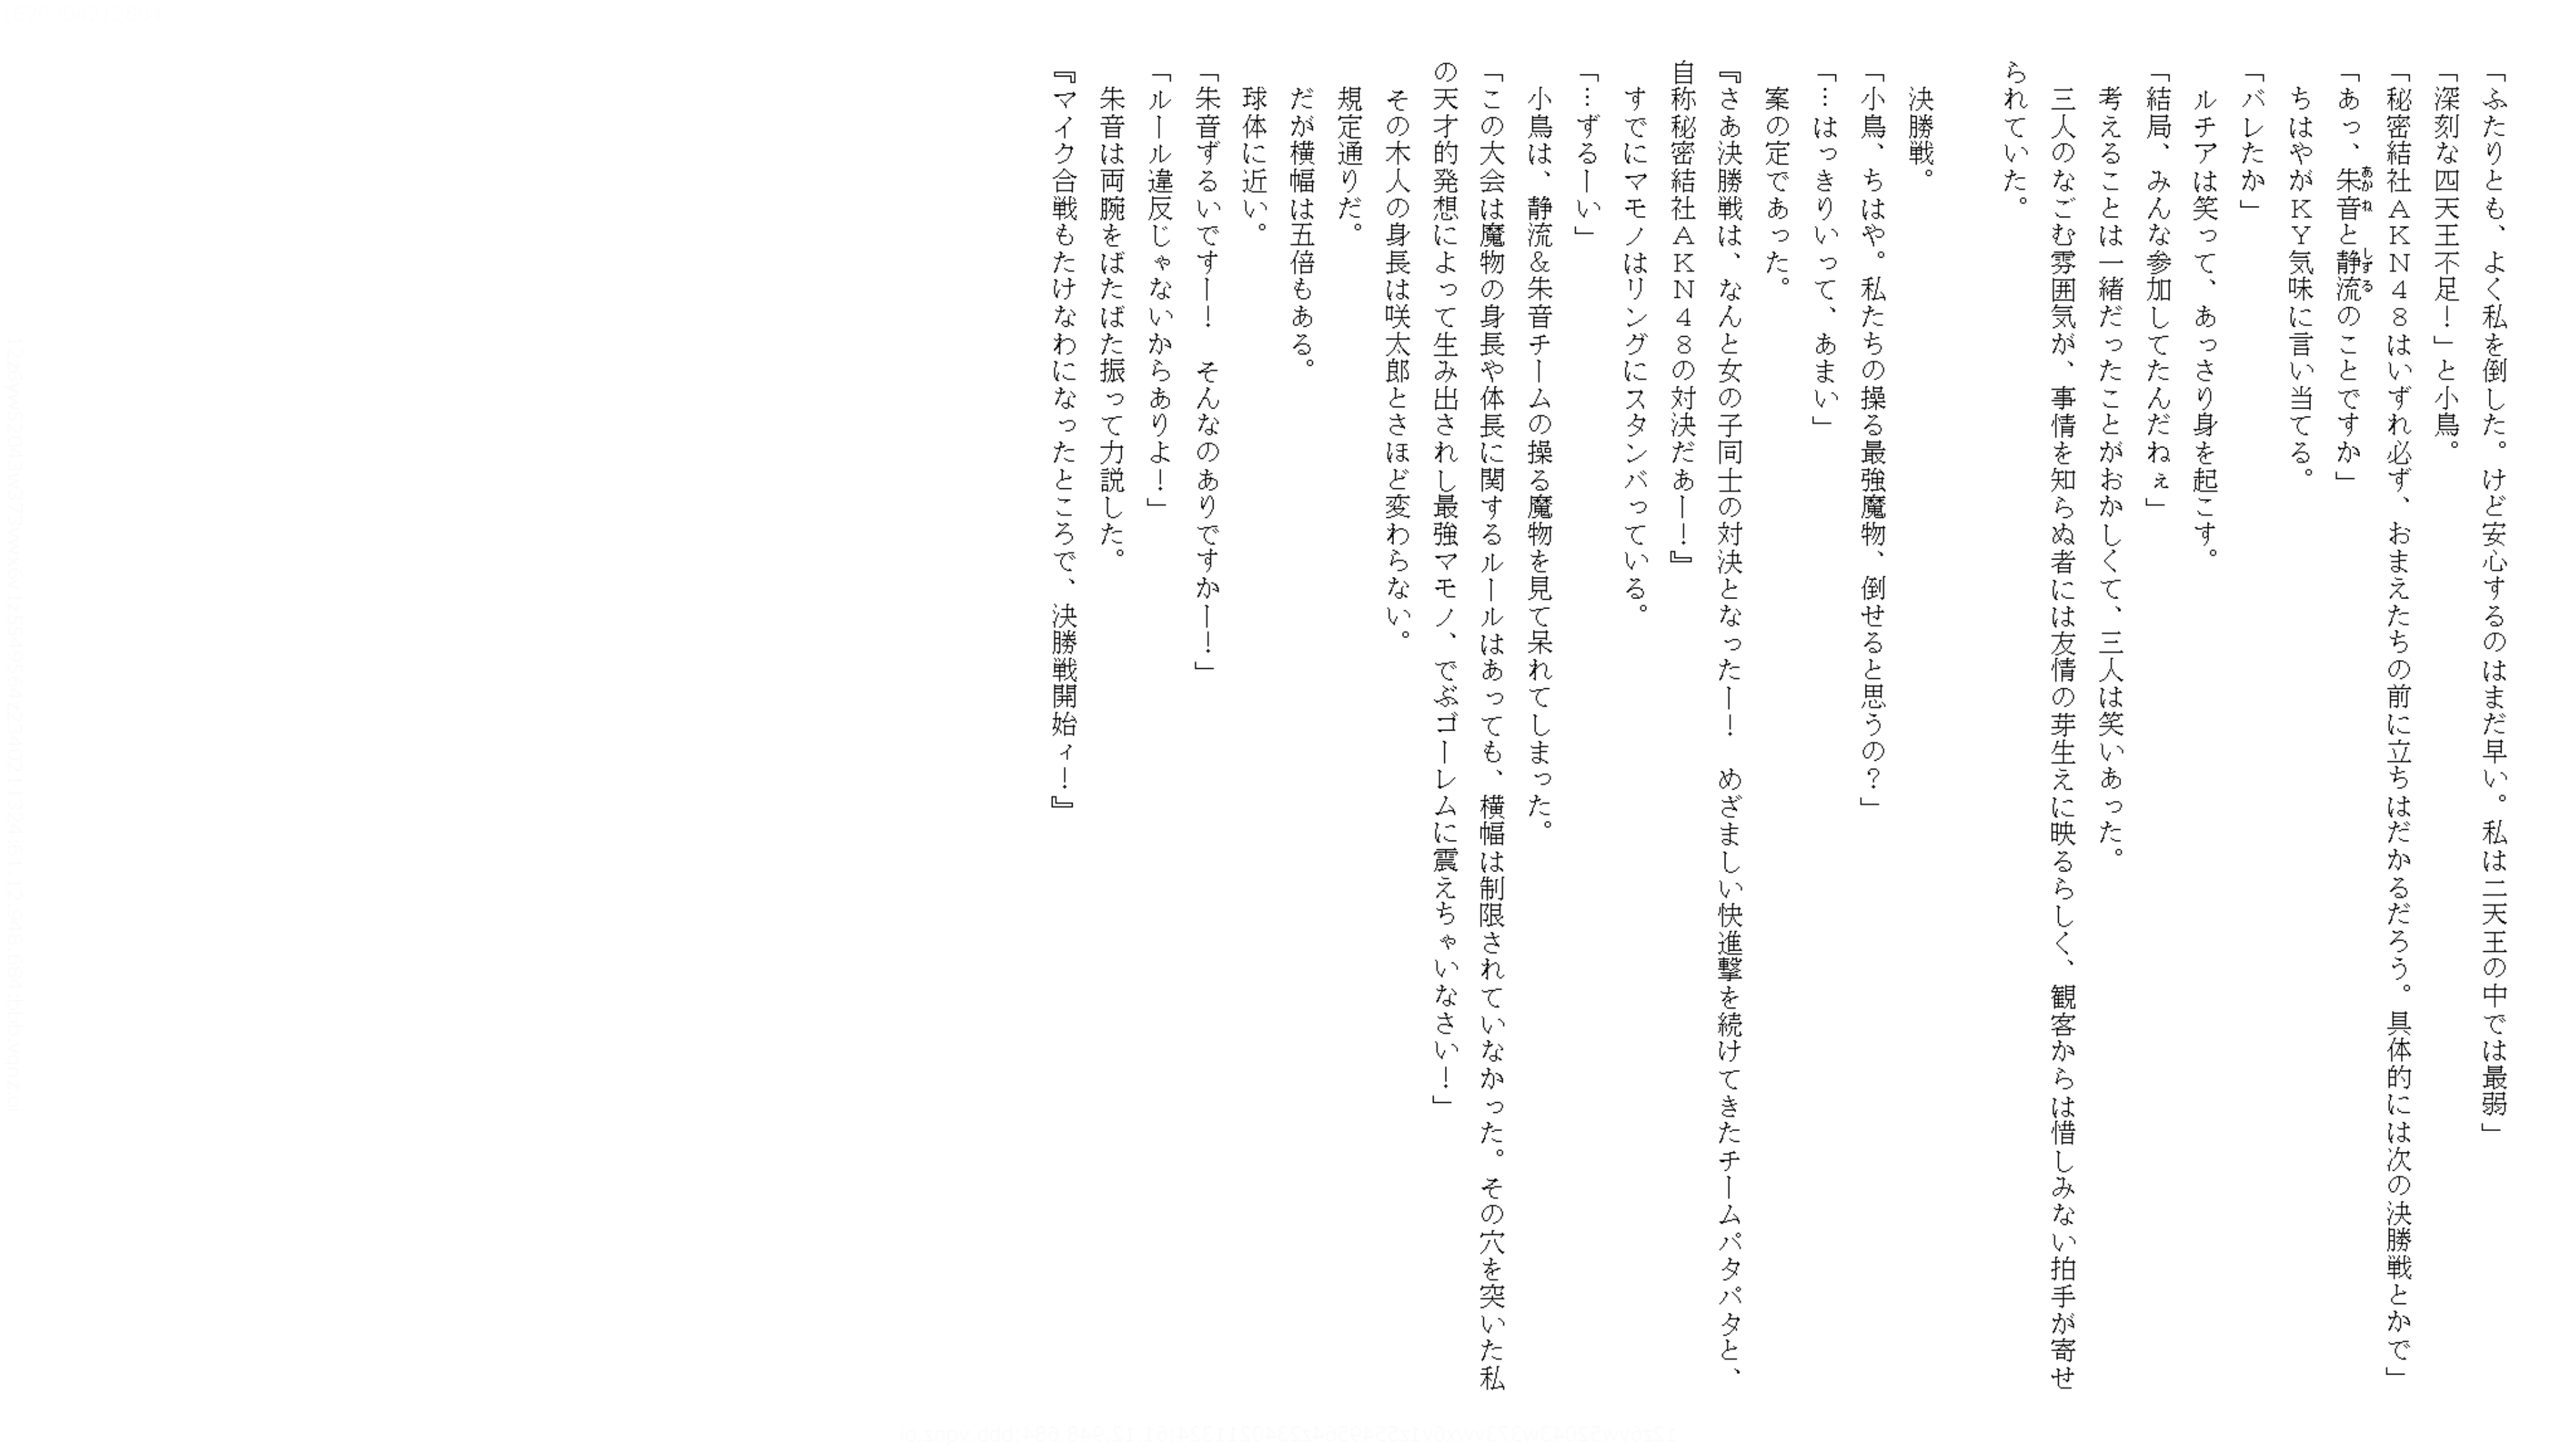 「ふたりとも、よく私を倒した。けど安心するのはまだ早い。私は二天王の中では最弱」
「深刻な四天王不足！」と小鳥。
「秘密結社ＡＫＮ４８はいずれ必ず、おまえたちの前に立ちはだかるだろう。具体的には次の決勝戦とかで」
「あっ、朱音と静流のことですか」
ちはやがＫＹ気味に言い当てる。
「バレたか」
ルチアは笑って、あっさり身を起こす。
「結局、みんな参加してたんだねぇ」
考えることは一緒だったことがおかしくて、三人は笑いあった。
三人のなごむ雰囲気が、事情を知らぬ者には友情の芽生えに映るらしく、観客からは惜しみない拍手が寄せ
られていた。
決勝戦。
「小鳥、ちはや。私たちの操る最強魔物、倒せると思うの？」
「…はっきりいって、あまい」
案の定であった。
『さあ決勝戦は、なんと女の子同士の対決となったー！　めざましい快進撃を続けてきたチームパタパタと、
自称秘密結社ＡＫＮ４８の対決だあー！』
すでにマモノはリングにスタンバっている。
「…ずるーい」
小鳥は、静流＆朱音チームの操る魔物を見て呆れてしまった。
「この大会は魔物の身長や体長に関するルールはあっても、横幅は制限されていなかった。その穴を突いた私
の天才的発想によって生み出されし最強マモノ、でぶゴーレムに震えちゃいなさい！」
その木人の身長は咲太郎とさほど変わらない。
規定通りだ。
だが横幅は五倍もある。
球体に近い。
「朱音ずるいですー！　そんなのありですかー！」
「ルール違反じゃないからありよ！」
朱音は両腕をばたばた振って力説した。
『マイク合戦もたけなわになったところで、決勝戦開始ィ！』